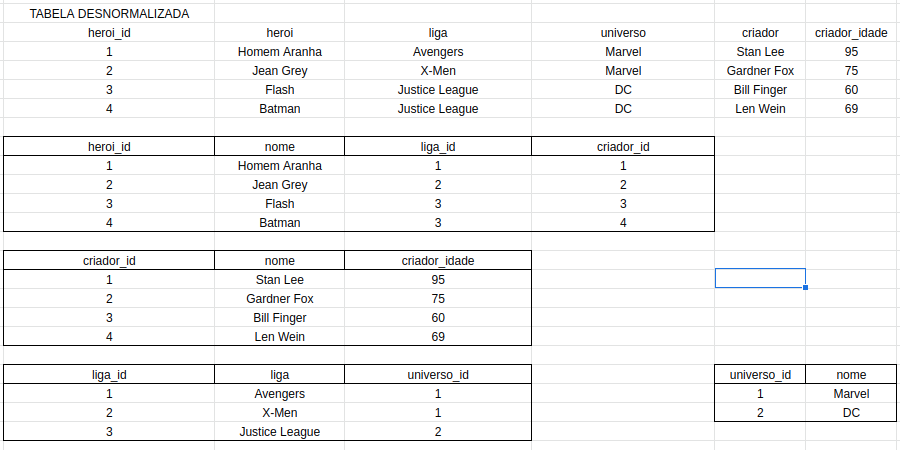 TABELA DESNORMALIZADA
heroi_id heroi liga universo criador criador_idade
1 Homem Aranha Avengers Marvel Stan Lee 95
2 Jean Grey X-Men Marvel Gardner Fox 75
3 Flash Justice League DC Bill Finger 60
4 Batman Justice League DC Len Wein 69
heroi_id nome liga_id criador_id
1 Homem Aranha 1 1
2 Jean Grey 2 2
3 Flash 3 3
4 Batman 3 4
criador_id nome criador_idade
1 Stan Lee 95
2 Gardner Fox 75
3 Bill Finger 60
4 Len Wein 69
liga_id liga universo_id
1 Avengers 1
2 X-Men 1
3 Justice League 2
universo_id nome
1 Marvel
2 DC